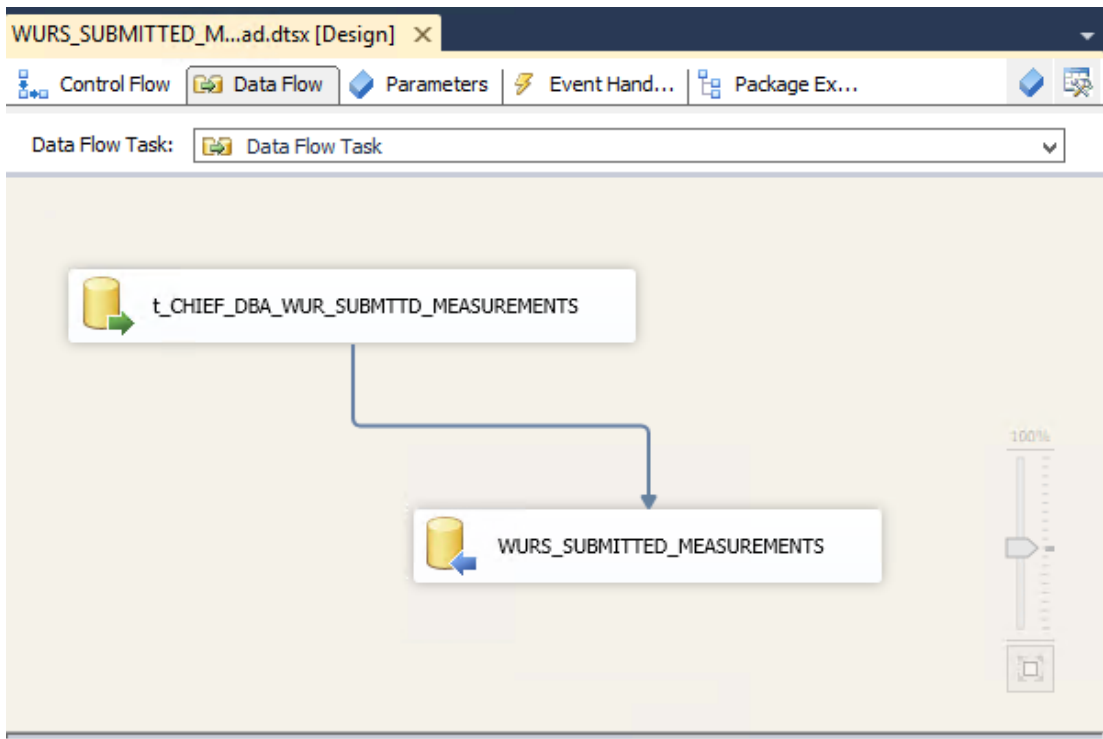 WURS_SUBMITTED_M...ad.dtsx [Design]
Control Flow Data Flow Parameters Event Hand... Package Ex...
Data Flow Task: Data Flow Task
t_CHIEF_DBA_WUR_SUBMTTD_MEASUREMENTS
100%
WURS_SUBMITTED_MEASUREMENTS